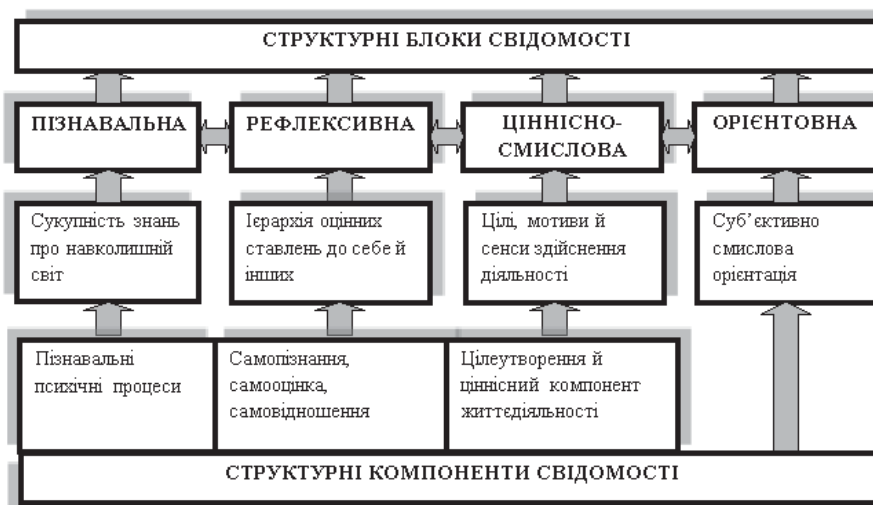 СТРУКТУРНІ БЛОКИ СВІДОМОСТІ
ПІЗНАВАЛЬНА
РЕФЛЕКСИВНА
ЦІННІСНО-
СМИСЛОВА
ОРІЄНТОВНА
Сукупність знань
про навколишній
світ
Ієрархія оцінних
ставлень до себе й
інших
Цілі, мотиви й
сенси здійснення
діяльності
Суб’єктивно
смислова
орієнтація
Пізнавальні
психічні процеси
Самопізнання,
самооцінка,
самовідношення
Цілеутворення й
ціннісний компонент
життєдіяльності
СТРУКТУРНІ КОМПОНЕНТИ СВІДОМОСТІ